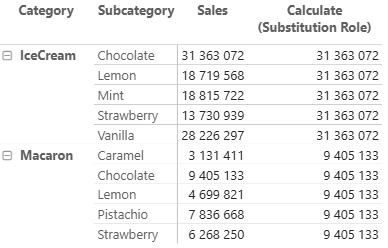 Category Subcategory Sales Calculate
(Substitution Role)
IceCream Chocolate 31 363 072 31 363 072
Lemon 18 719 568 31 363 072
Mint 18 815 722 31 363 072
Strawberry 13 730 939 31 363 072
Vanilla 28 226 297 31 363 072
Macaron Caramel 3 131 411 9 405 133
Chocolate 9 405 133 9 405 133
Lemon 4 699 821 9 405 133
Pistachio 7 836 668 9 405 133
Strawberry 6 268 250 9 405 133